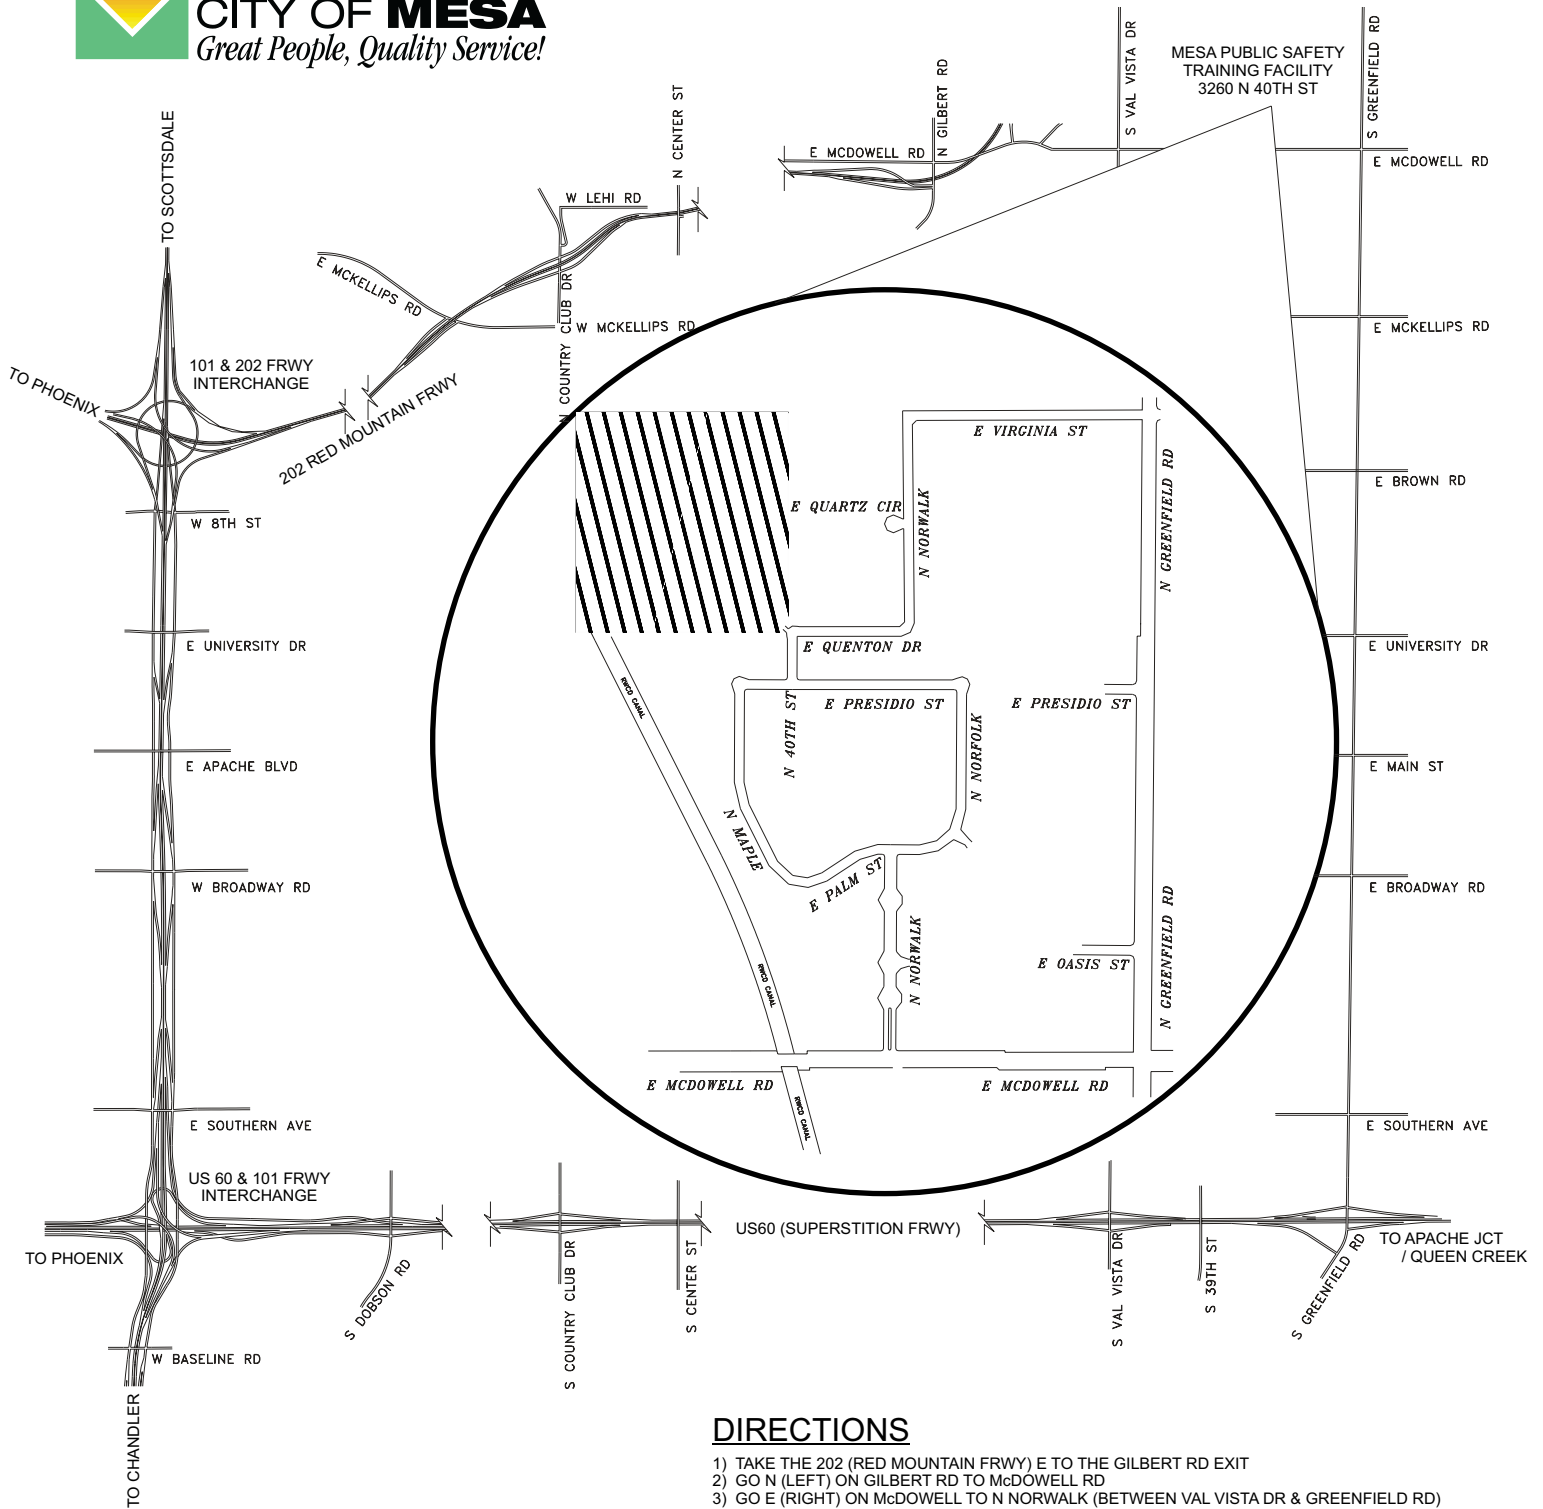 CITY OF MESA
Great People, Quality Service!
MESA PUBLIC SAFETY
TRAINING FACILITY
3260 N 40TH ST
S VAL VISTA DR
S GREENFIELD RD
N GILBERT RD
N CENTER ST
TO SCOTTSDALE
E MCDOWELL RD
E MCDOWELL RD
W LEHI RD
E MCKELLIPS RD
N COUNTRY CLUB DR
W MCKELLIPS RD
E MCKELLIPS RD
101 & 202 FRWY
INTERCHANGE
TO PHOENIX
202 RED MOUNTAIN FRWY
E VIRGINIA ST
E QUARTZ CIR
N NORWALK
N GREENFIELD RD
E BROWN RD
W 8TH ST
E UNIVERSITY DR
E QUENTON DR
E UNIVERSITY DR
RWCD CANAL
N 40TH ST
E PRESIDIO ST
E PRESIDIO ST
N NORFOLK
E APACHE BLVD
E MAIN ST
N MAPLE
E PALM ST
W BROADWAY RD
E BROADWAY RD
N NORWALK
N GREENFIELD RD
RWCD CANAL
E OASIS ST
E MCDOWELL RD
E MCDOWELL RD
RWCD CANAL
E SOUTHERN AVE
E SOUTHERN AVE
US 60 & 101 FRWY
INTERCHANGE
US60 (SUPERSTITION FRWY)
TO PHOENIX
TO APACHE JCT
/ QUEEN CREEK
S DOBSON RD
S COUNTRY CLUB DR
S CENTER ST
S VAL VISTA DR
S 39TH ST
S GREENFIELD RD
W BASELINE RD
TO CHANDLER
DIRECTIONS
1) TAKE THE 202 (RED MOUNTAIN FRWY) E TO THE GILBERT RD EXIT
2) GO N (LEFT) ON GILBERT RD TO McDOWELL RD
3) GO E (RIGHT) ON McDOWELL TO N NORWALK (BETWEEN VAL VISTA DR & GREENFIELD RD)